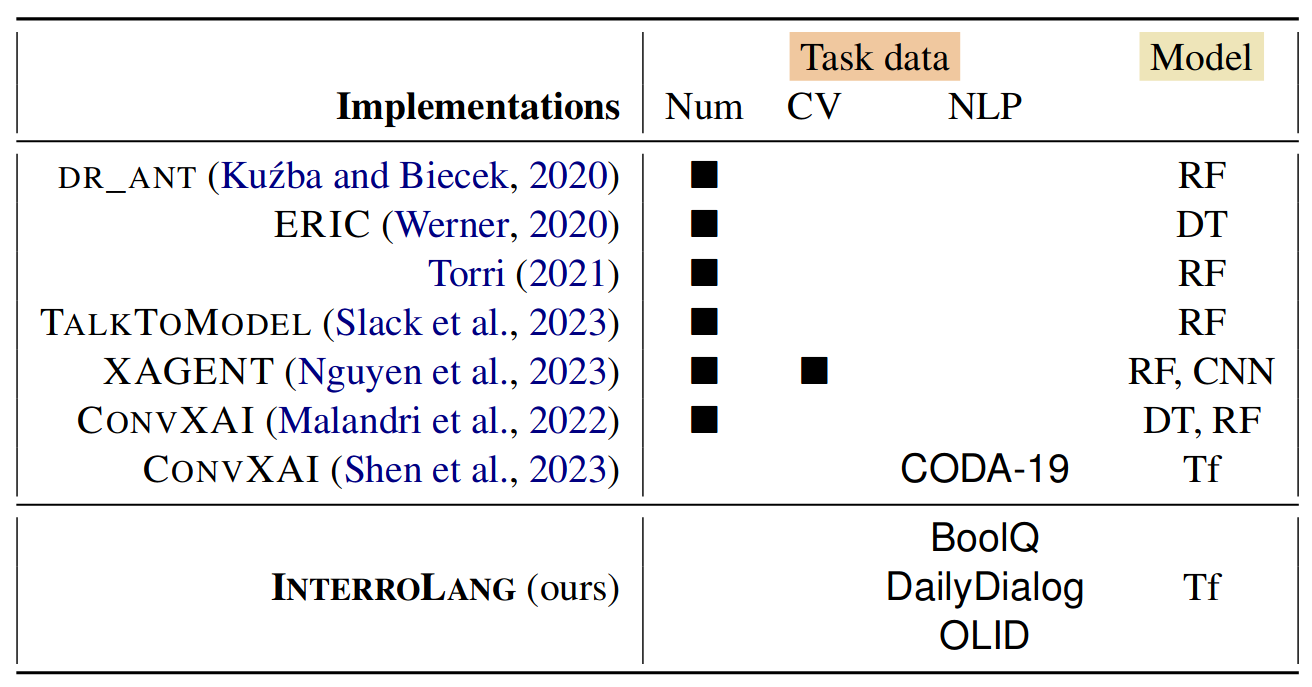 Task data Model
Implementations Num CV NLP
DR_ANT (Kuźba and Biecek, 2020) ■ RF
ERIC (Werner, 2020) ■ DT
Torri (2021) ■ RF
TALKTOMODEL (Slack et al., 2023) ■ RF
XAGENT (Nguyen et al., 2023) ■ ■ RF, CNN
CONVXAI (Malandri et al., 2022) ■ DT, RF
CONVXAI (Shen et al., 2023) CODA-19 Tf
BoolQ
INTERROLANG (ours) DailyDialog Tf
OLID